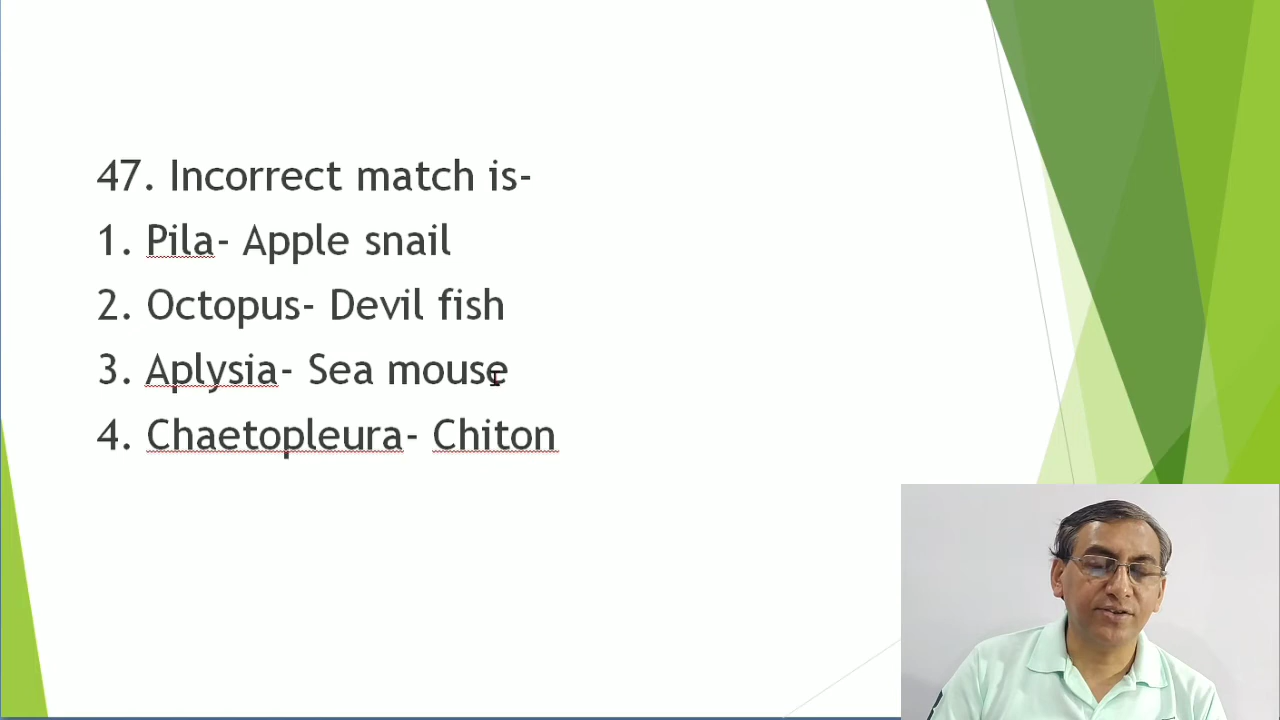 47. Incorrect match is-
1. Pila- Apple snail
2. Octopus- Devil fish
3. Aplysia- Sea mouse
4. Chaetopleura- Chiton